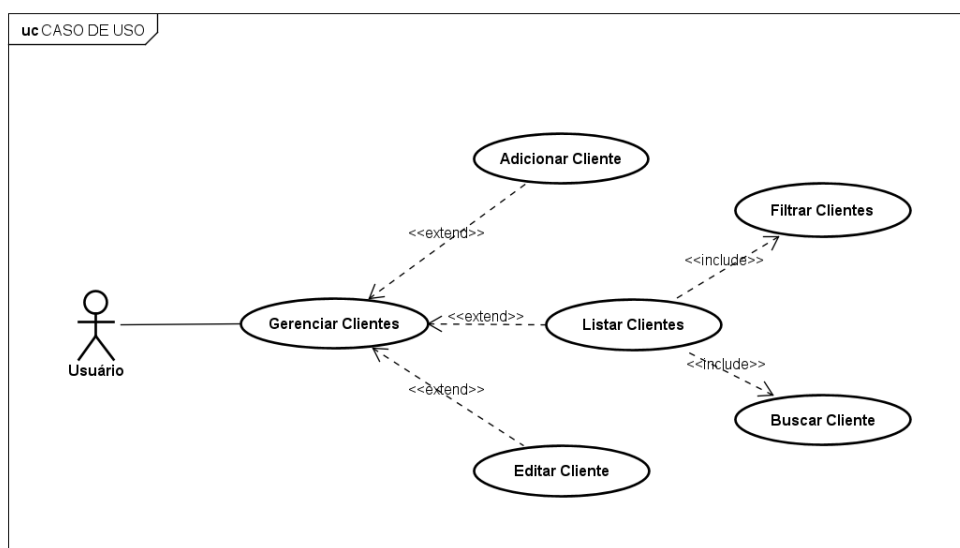 uc CASO DE USO
Adicionar Cliente
Filtrar Clientes
<<extend>>
<<include>>
Gerenciar Clientes
<<extend>>
Listar Clientes
Usuário
<<include>>
<<extend>>
Buscar Cliente
Editar Cliente